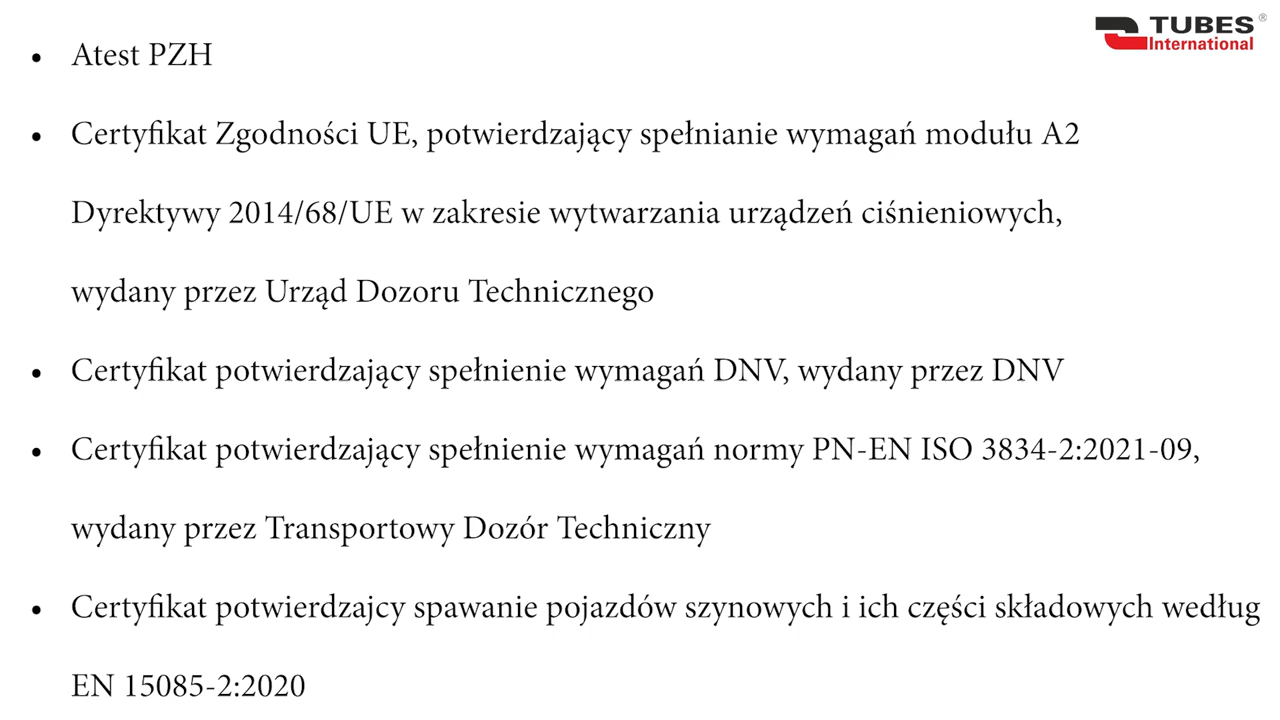 TUBES ®
International
• Atest PZH
• Certyfikat Zgodności UE, potwierdzający spełnianie wymagań modułu A2
Dyrektywy 2014/68/UE w zakresie wytwarzania urządzeń ciśnieniowych,
wydany przez Urząd Dozoru Technicznego
• Certyfikat potwierdzający spełnienie wymagań DNV, wydany przez DNV
• Certyfikat potwierdzający spełnienie wymagań normy PN-EN ISO 3834-2:2021-09,
wydany przez Transportowy Dozór Techniczny
• Certyfikat potwierdzajcy spawanie pojazdów szynowych i ich części składowych według
EN 15085-2:2020